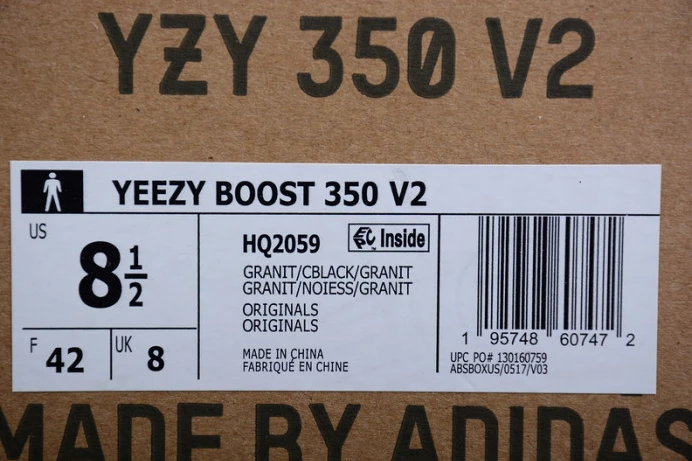 YZY 350 V2
YEEZY BOOST 350 V2
US
8 1/2
F 42
UK 8
HQ2059
Inside
GRANIT/CBLACK/GRANIT
GRANIT/NOIESS/GRANIT
ORIGINALS
ORIGINALS
MADE IN CHINA
FABRIQUÉ EN CHINE
1 95748 60747 2
UPC PO# 130160759
ABSBOXUS/0517/V03
MADE BY ADIDAS